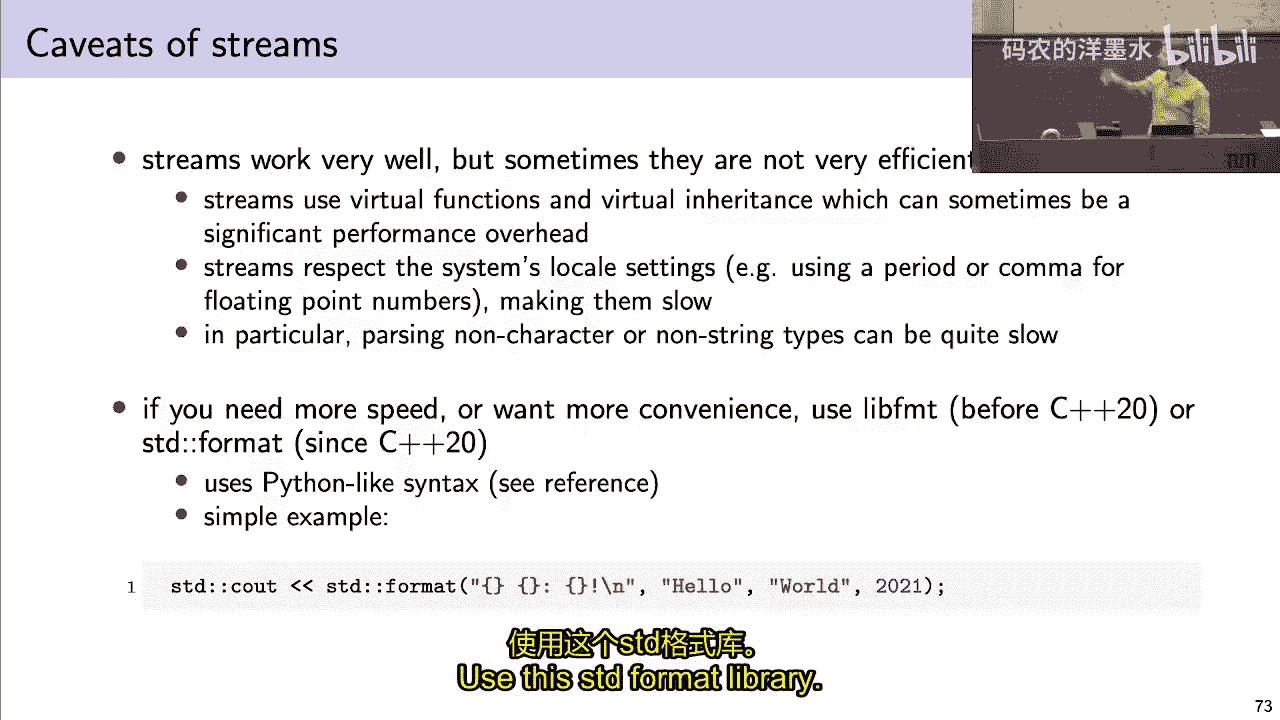 Caveats of streams
码农的洋墨水 bilibili
• streams work very well, but sometimes they are not very efficient
• streams use virtual functions and virtual inheritance which can sometimes be a
significant performance overhead
• streams respect the system's locale settings (e.g. using a period or comma for
floating point numbers), making them slow
• in particular, parsing non-character or non-string types can be quite slow
• if you need more speed, or want more convenience, use libfmt (before C++20) or
std::format (since C++20)
• uses Python-like syntax (see reference)
• simple example:
1 std::cout << std::format("{} {}: {}!\n", "Hello", "World", 2021);
使用这个std格式库。
Use this std format library.
73